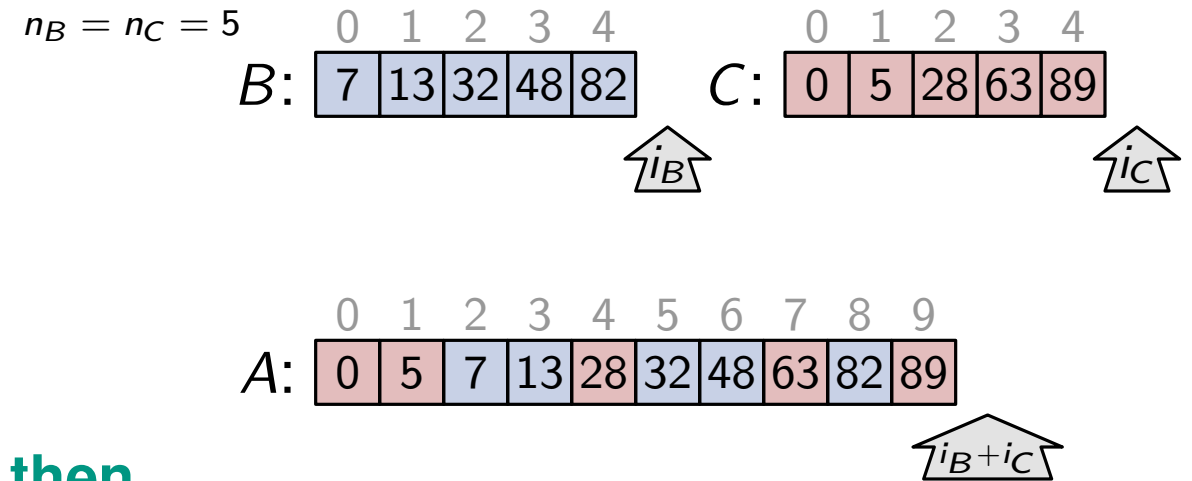 n_B = n_C = 5
0 1 2 3 4 0 1 2 3 4
B: 7 13 32 48 82 C: 0 5 28 63 89
i_B i_C
0 1 2 3 4 5 6 7 8 9
A: 0 5 7 13 28 32 48 63 82 89
i_B+i_C
then